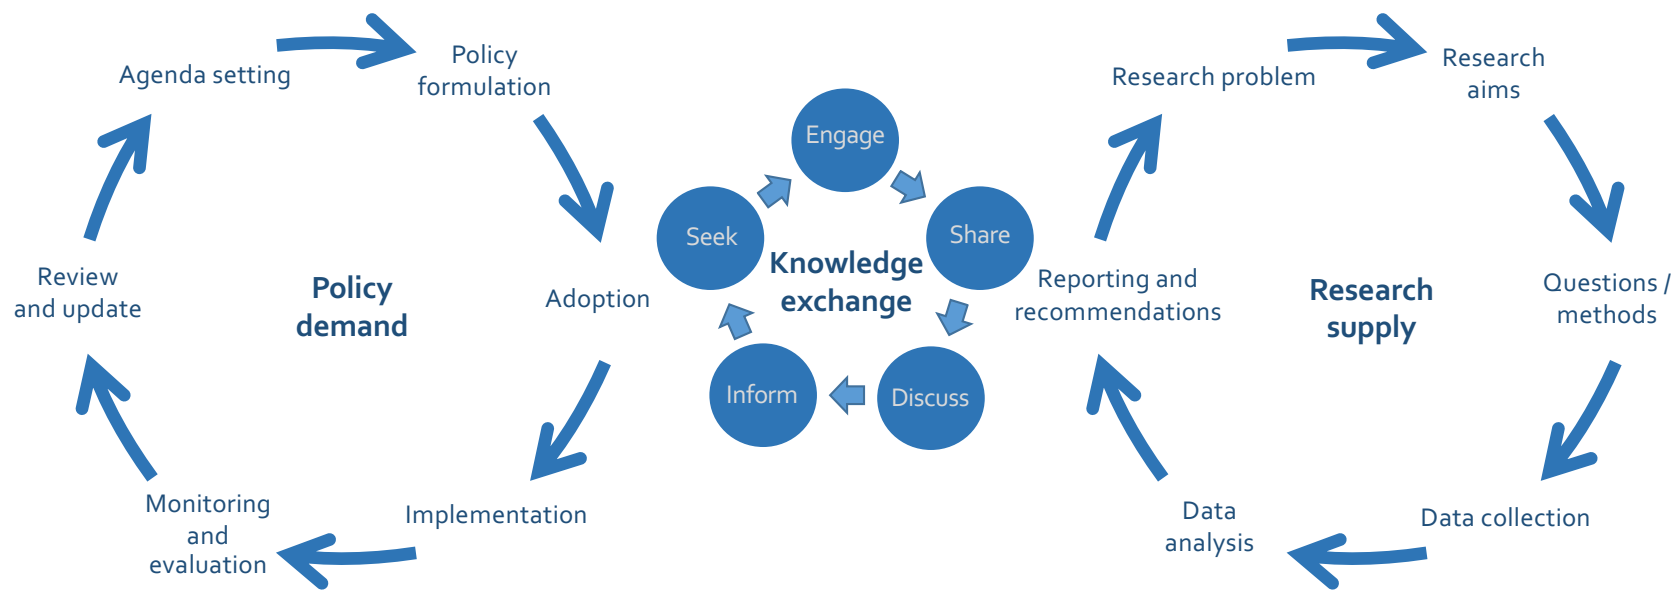 Agenda setting
Policy
formulation
Adoption
Implementation
Monitoring
and
evaluation
Review
and update
Policy
demand
Engage
Share
Discuss
Inform
Seek
Knowledge
exchange
Research problem
Research
aims
Questions /
methods
Data collection
Data
analysis
Reporting and
recommendations
Research
supply